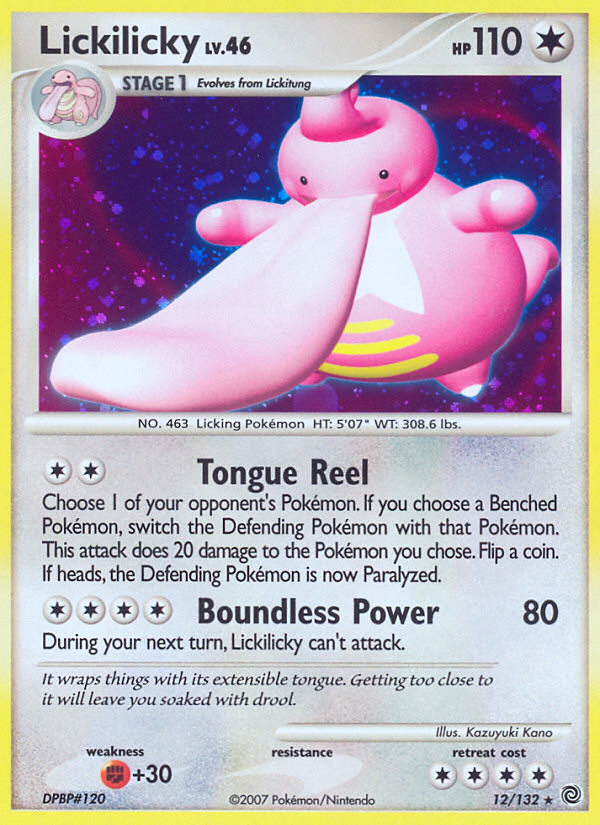 Lickilicky LV.46 HP 110
STAGE 1 Evolves from Lickitung
NO. 463 Licking Pokémon HT: 5'07" WT: 308.6 lbs.
Tongue Reel
Choose 1 of your opponent's Pokémon. If you choose a Benched
Pokémon, switch the Defending Pokémon with that Pokémon.
This attack does 20 damage to the Pokémon you chose. Flip a coin.
If heads, the Defending Pokémon is now Paralyzed.
Boundless Power 80
During your next turn, Lickilicky can't attack.
It wraps things with its extensible tongue. Getting too close to
it will leave you soaked with drool.
Illus. Kazuyuki Kano
weakness resistance retreat cost
+30
DPBP#120 ©2007 Pokémon/Nintendo 12/132 ★